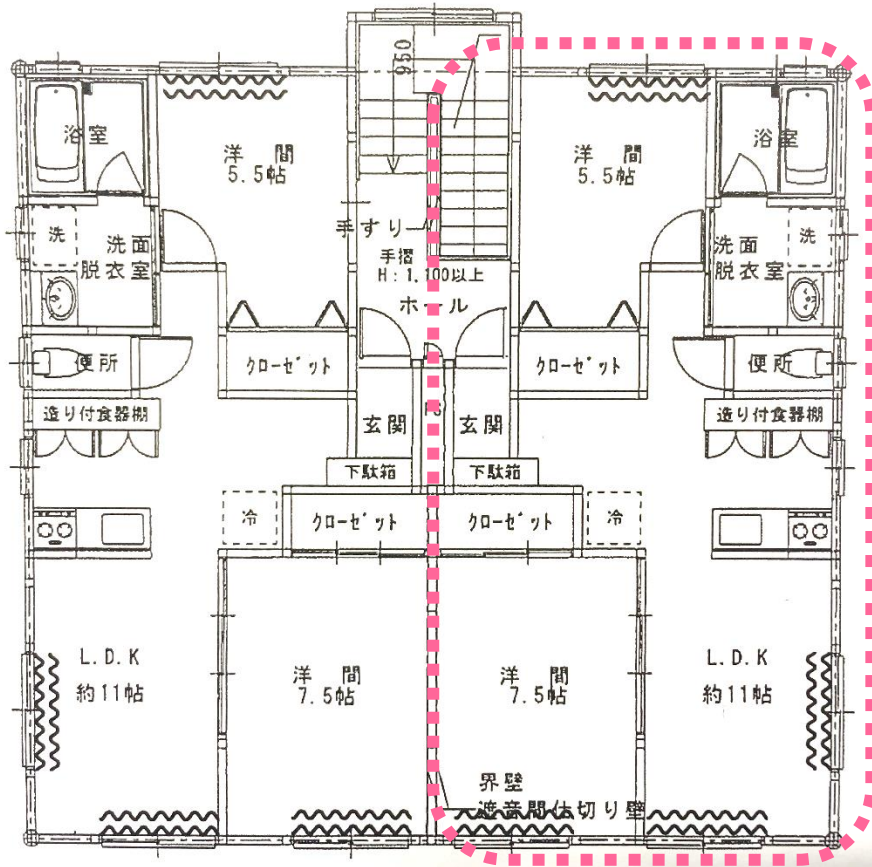 950
浴室
洋 間
5.5帖
洋 間
5.5帖
浴室
洗
洗面
脱衣室
手すり
手摺
H: 1,100以上
ホール
洗面
脱衣室
洗
便所
クローゼット
クローゼット
便所
造り付食器棚
玄関
PS
玄関
造り付食器棚
下駄箱
下駄箱
冷
クローゼット
クローゼット
冷
L.D.K
約11帖
洋 間
7.5帖
洋 間
7.5帖
L.D.K
約11帖
界壁
遮音間仕切り壁